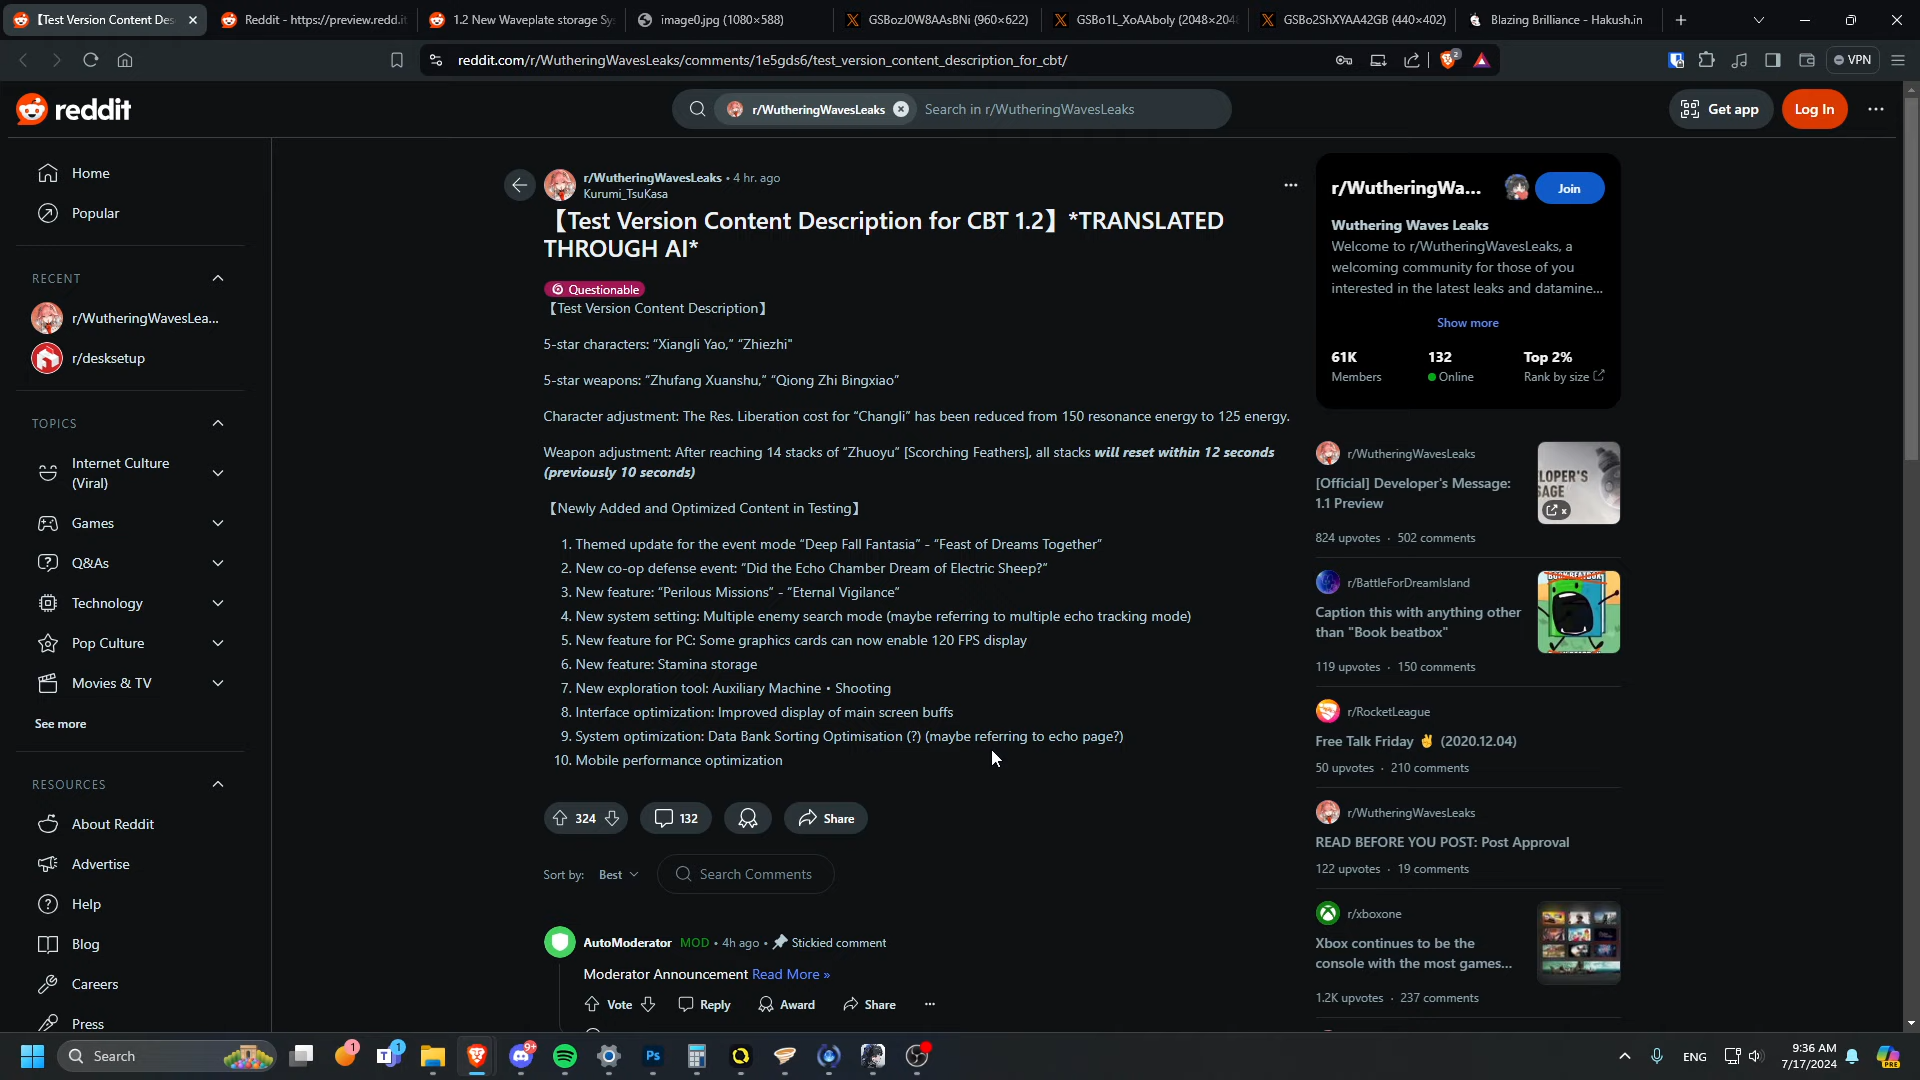 [Test Version Content Des
Reddit - https://preview.redd.it
1.2 New Waveplate storage Sy
image0.jpg (1080×588)
GSBozJ0W8AAsBNi (960×622)
GSBo1L_XoAAboly (2048×204
GSBo2ShXYAA42GB (440×402)
Blazing Brilliance - Hakush.in
reddit.com/r/WutheringWavesLeaks/comments/1e5gds6/test_version_content_description_for_cbt/
2
VPN
reddit
r/WutheringWavesLeaks
Search in r/WutheringWavesLeaks
Get app
Log In
Home
Popular
RECENT
r/WutheringWavesLea...
r/desksetup
TOPICS
Internet Culture
(Viral)
Games
Q&As
Technology
Pop Culture
Movies & TV
See more
RESOURCES
About Reddit
Advertise
Help
Blog
Careers
Press
r/WutheringWavesLeaks • 4 hr. ago
Kurumi_TsuKasa
【Test Version Content Description for CBT 1.2】*TRANSLATED
THROUGH AI*
Questionable
【Test Version Content Description】
5-star characters: "Xiangli Yao," "Zhiezhi"
5-star weapons: "Zhufang Xuanshu," "Qiong Zhi Bingxiao"
Character adjustment: The Res. Liberation cost for "Changli" has been reduced from 150 resonance energy to 125 energy.
Weapon adjustment: After reaching 14 stacks of "Zhuoyu" [Scorching Feathers], all stacks will reset within 12 seconds
(previously 10 seconds)
【Newly Added and Optimized Content in Testing】
1. Themed update for the event mode "Deep Fall Fantasia" - "Feast of Dreams Together"
2. New co-op defense event: "Did the Echo Chamber Dream of Electric Sheep?"
3. New feature: "Perilous Missions" - "Eternal Vigilance"
4. New system setting: Multiple enemy search mode (maybe referring to multiple echo tracking mode)
5. New feature for PC: Some graphics cards can now enable 120 FPS display
6. New feature: Stamina storage
7. New exploration tool: Auxiliary Machine • Shooting
8. Interface optimization: Improved display of main screen buffs
9. System optimization: Data Bank Sorting Optimisation (?) (maybe referring to echo page?)
10. Mobile performance optimization
324
132
Share
Sort by: Best
Search Comments
AutoModerator MOD • 4h ago • Stickied comment
Moderator Announcement Read More »
Vote
Reply
Award
Share
r/WutheringWa...
Join
Wuthering Waves Leaks
Welcome to r/WutheringWavesLeaks, a
welcoming community for those of you
interested in the latest leaks and datamine...
Show more
61K
132
Top 2%
Members
Online
Rank by size
r/WutheringWavesLeaks
[Official] Developer's Message:
1.1 Preview
824 upvotes · 502 comments
LOPER'S
SAGE
r/BattleForDreamIsland
Caption this with anything other
than "Book beatbox"
119 upvotes · 150 comments
r/RocketLeague
Free Talk Friday ✌ (2020.12.04)
50 upvotes · 210 comments
r/WutheringWavesLeaks
READ BEFORE YOU POST: Post Approval
122 upvotes · 19 comments
r/xboxone
Xbox continues to be the
console with the most games...
1.2K upvotes · 237 comments
Search
1
1
9+
Ps
ENG
9:36 AM
7/17/2024
PRE